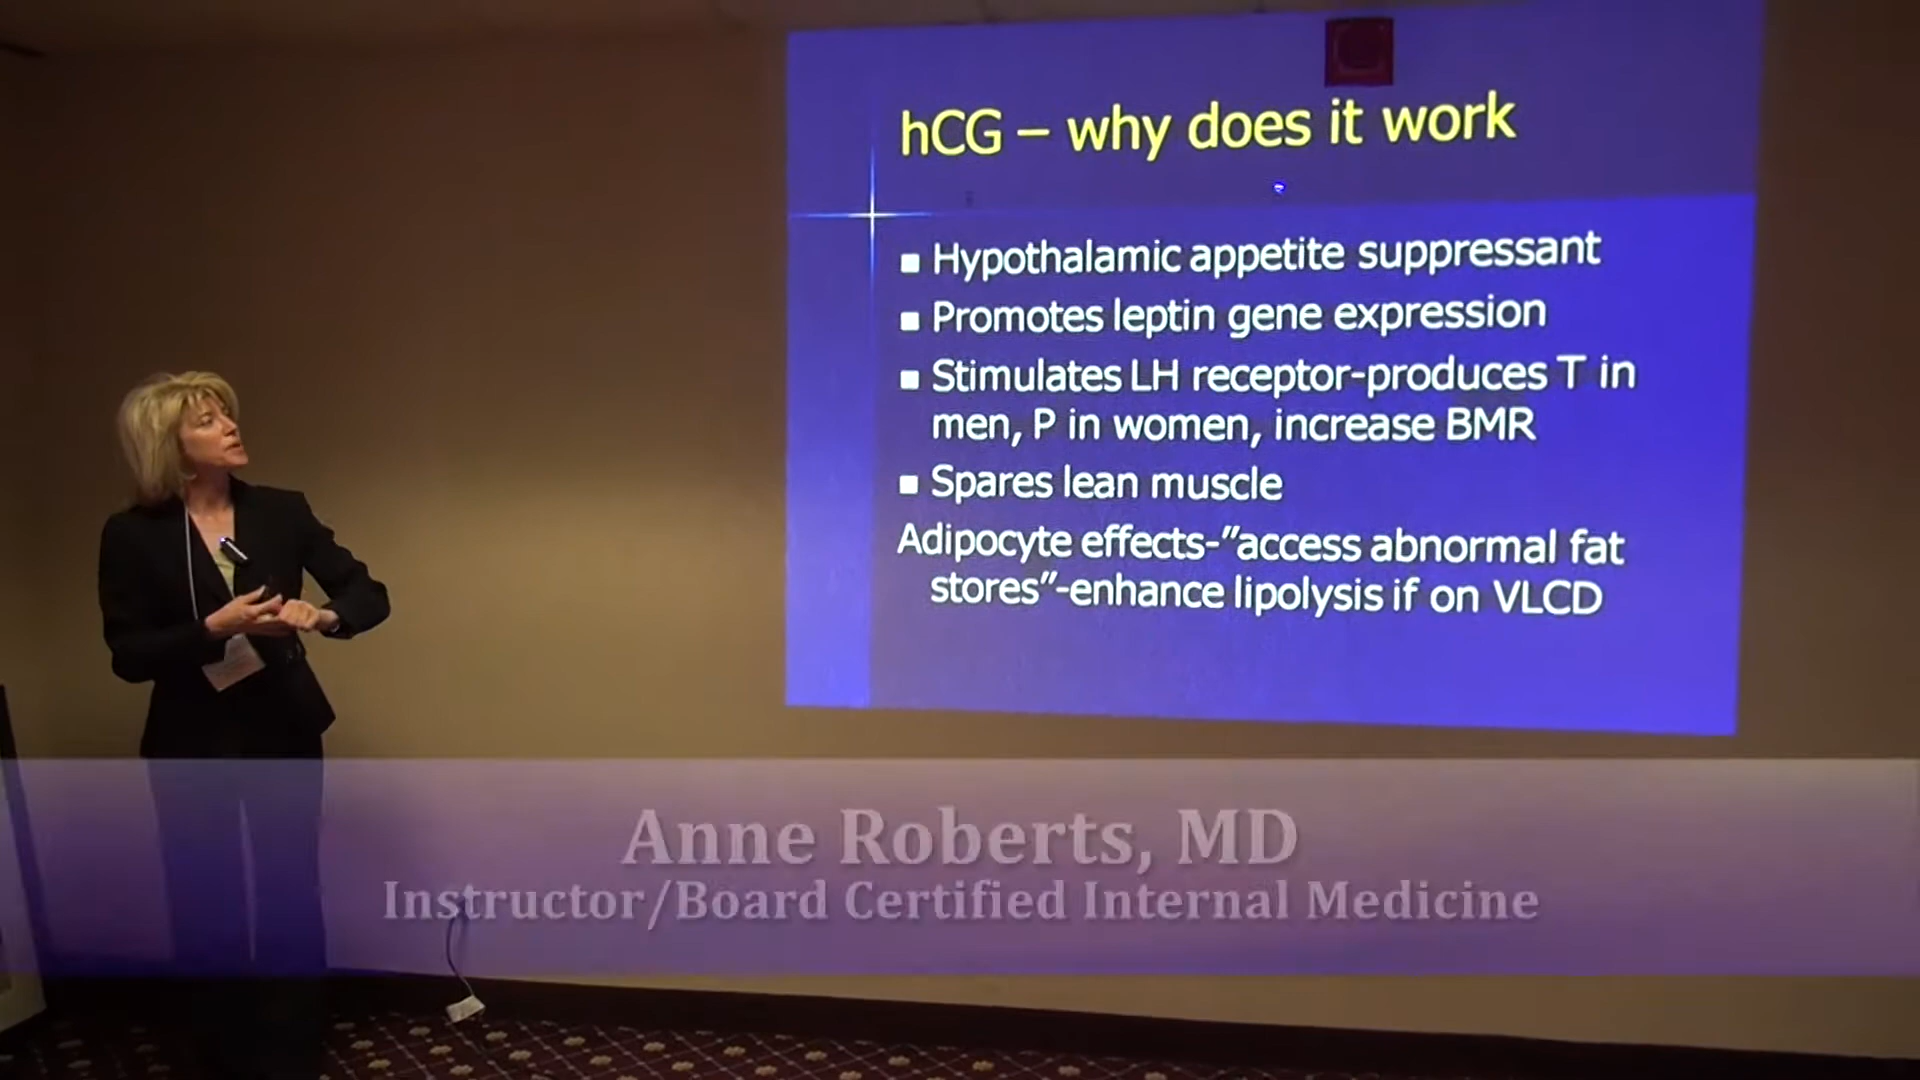 hCG – why does it work
■ Hypothalamic appetite suppressant
■ Promotes leptin gene expression
■ Stimulates LH receptor-produces T in
men, P in women, increase BMR
■ Spares lean muscle
Adipocyte effects-”access abnormal fat
stores”-enhance lipolysis if on VLCD
Anne Roberts, MD
Instructor/Board Certified Internal Medicine